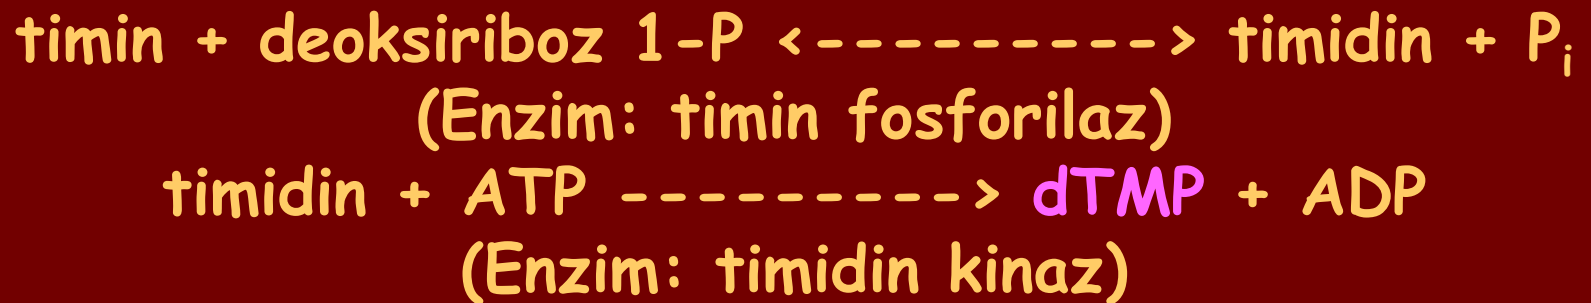 timin + deoksiriboz 1-P <---------> timidin + Pi
(Enzim: timin fosforilaz)
timidin + ATP ---------> dTMP + ADP
(Enzim: timidin kinaz)